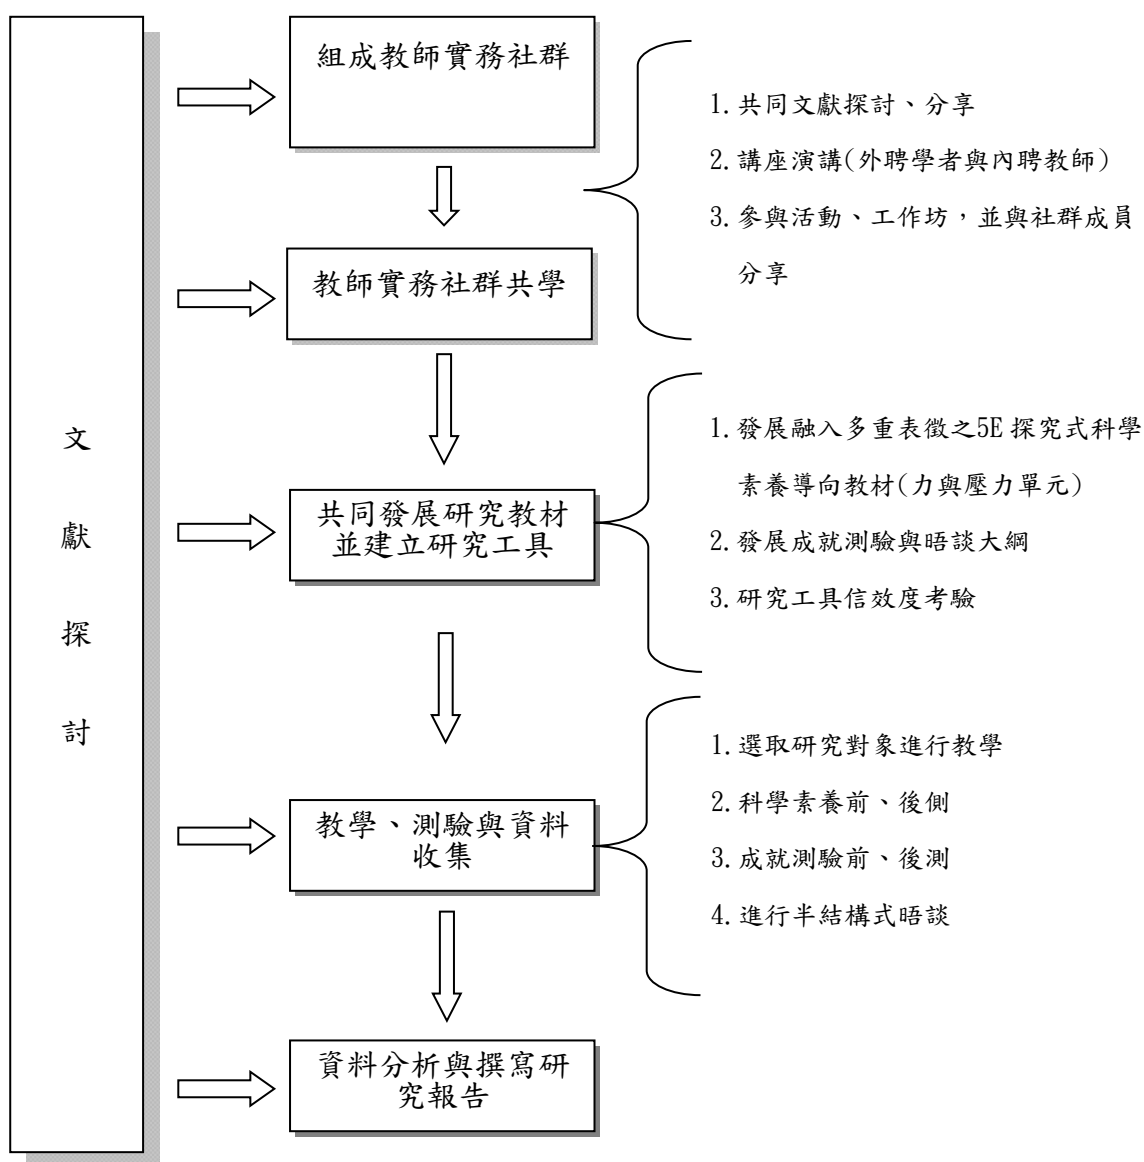 文
獻
探
討
組成教師實務社群
1.共同文獻探討、分享
2.講座演講(外聘學者與內聘教師)
3.參與活動、工作坊，並與社群成員
分享
教師實務社群共學
共同發展研究教材
並建立研究工具
1.發展融入多重表徵之5E探究式科學
素養導向教材(力與壓力單元)
2.發展成就測驗與晤談大綱
3.研究工具信效度考驗
教學、測驗與資料
收集
1.選取研究對象進行教學
2.科學素養前、後側
3.成就測驗前、後測
4.進行半結構式晤談
資料分析與撰寫研
究報告